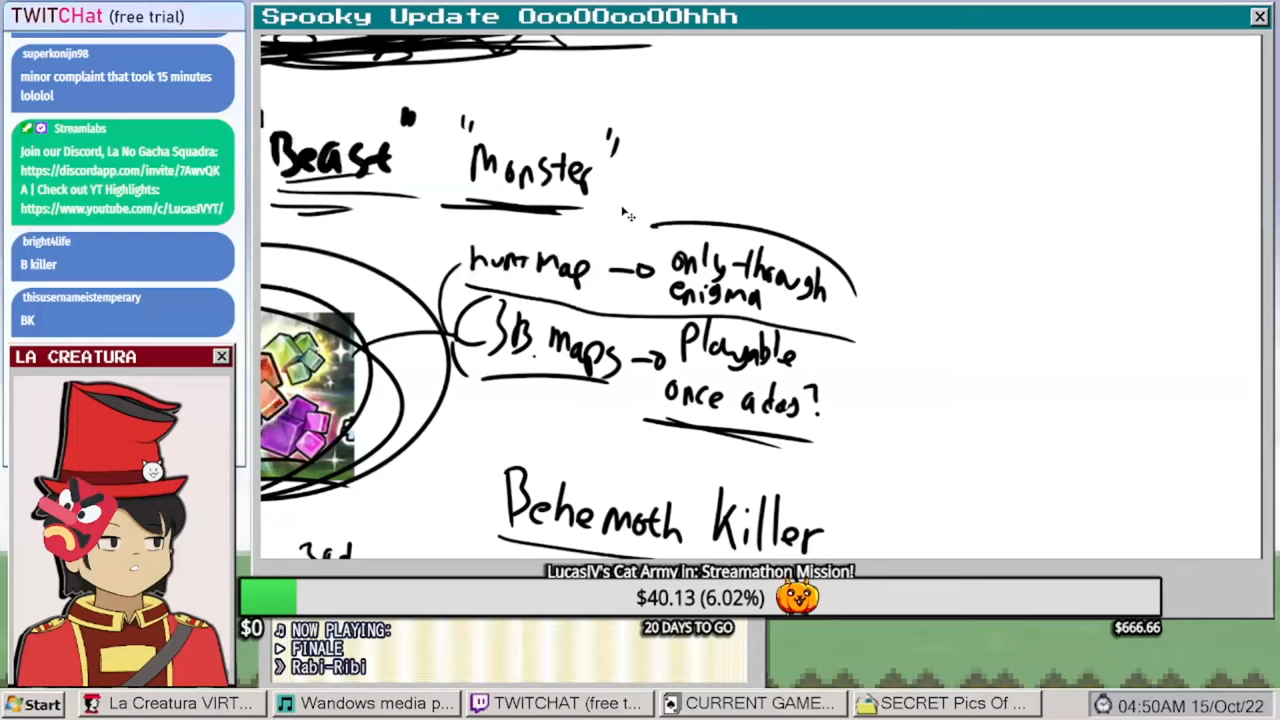 TWITCHat (free trial)
superkonijn98
minor complaint that took 15 minutes
lololol
Streamlabs
Join our Discord, La No Gacha Squadra:
https://discordapp.com/invite/7AwvQK
A | Check out YT Highlights:
https://www.youtube.com/c/LucasIVYT/
bright4life
B killer
thisusernameistemperary
BK
LA CREATURA
Spooky Update OooOOooOOhhh
"Beast" "Monster"
hunt map → only through
enigma
B. maps → Playable
once a day?
Behemoth Killer
LucasIV's Cat Army in: Streamathon Mission!
$40.13 (6.02%)
$0 20 DAYS TO GO $666.66
♫ NOW PLAYING:
► FINALE
» Rabi-Ribi
Start La Creatura VIRT... Wandows media p... TWITCHAT (free t... CURRENT GAME... SECRET Pics Of ... 04:50AM 15/Oct/22